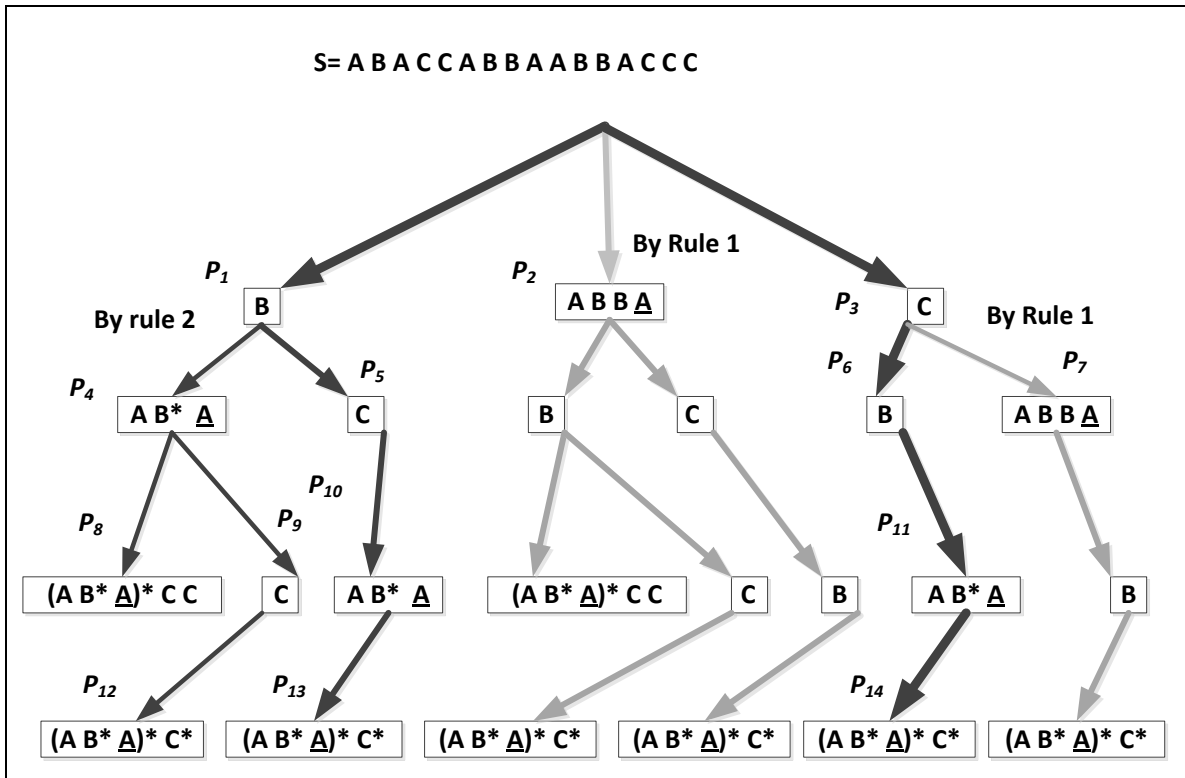 S= A B A C C A B B A A B B A C C C
By Rule 1
P1
P2
B
A B B A
P3
C
By rule 2
By Rule 1
P4
P5
P6
P7
A B* A
C
B
C
B
A B B A
P8
P9
P10
P11
(A B* A)* C C
C
A B* A
(A B* A)* C C
C
B
A B* A
B
P12
P13
P14
(A B* A)* C*
(A B* A)* C*
(A B* A)* C*
(A B* A)* C*
(A B* A)* C*
(A B* A)* C*